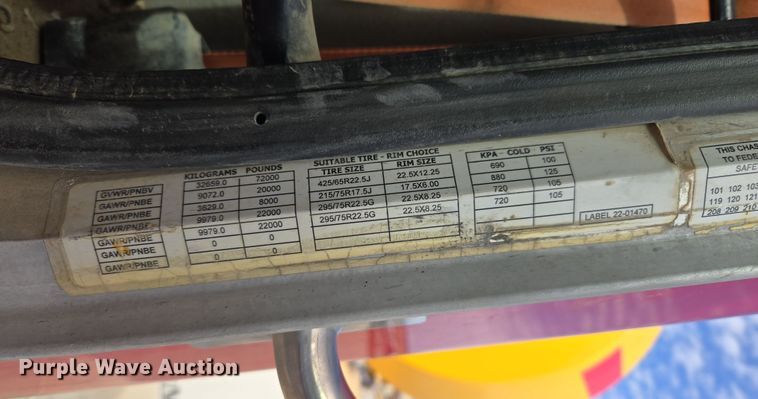 KILOGRAMS POUNDS
SUITABLE TIRE - RIM CHOICE
TIRE SIZE RIM SIZE
KPA - COLD PSI
GVWR/PNBV 32659.0 72000
GAWR/PNBE 9072.0 20000 425/65R22.5J 22.5X12.25 690 100
GAWR/PNBE 3629.0 8000 215/75R17.5J 17.5X6.00 880 125
GAWR/PNBE 9979.0 22000 295/75R22.5G 22.5X8.25 720 105
GAWR/PNBE 9979.0 22000 295/75R22.5G 22.5X8.25 720 105
GAWR/PNBE 0 0
GAWR/PNBE 0 0
LABEL 22-01470
THIS CHAS
TO FEDE
SAFE
101 102 103
119 120 121
208 209 210
Purple Wave Auction